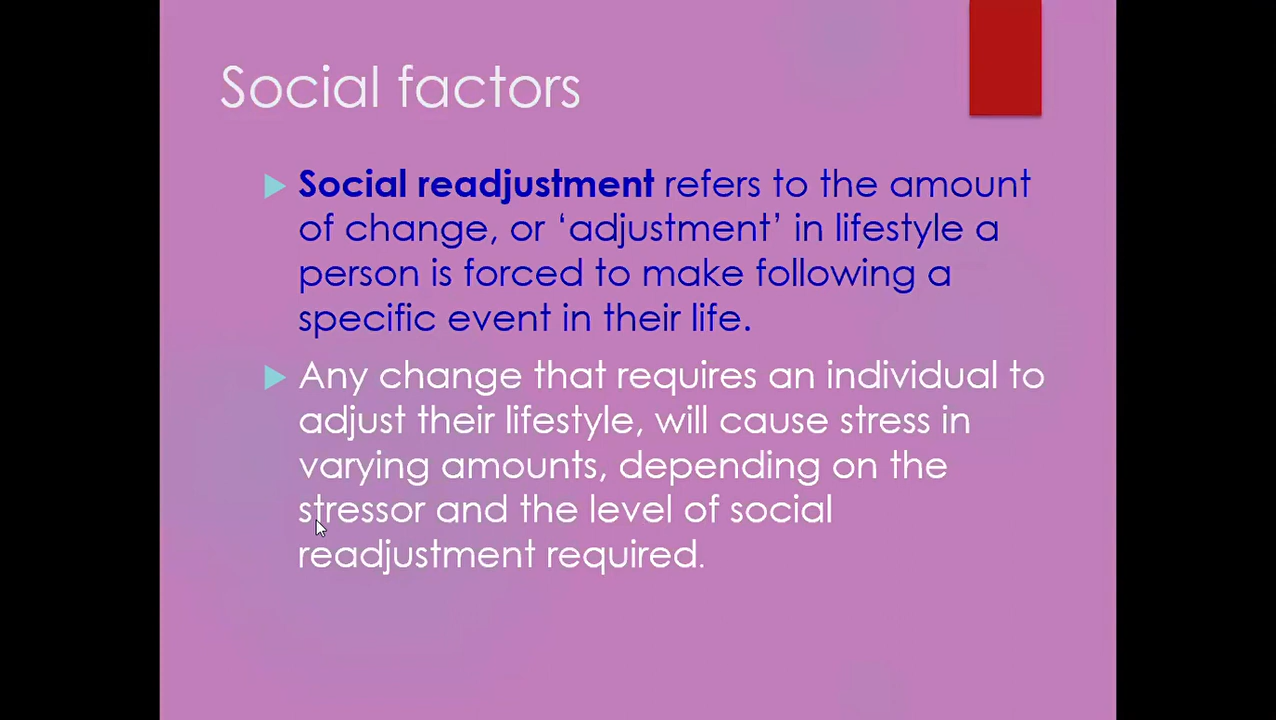 Social factors
Social readjustment refers to the amount
of change, or ‘adjustment’ in lifestyle a
person is forced to make following a
specific event in their life.
Any change that requires an individual to
adjust their lifestyle, will cause stress in
varying amounts, depending on the
stressor and the level of social
readjustment required.